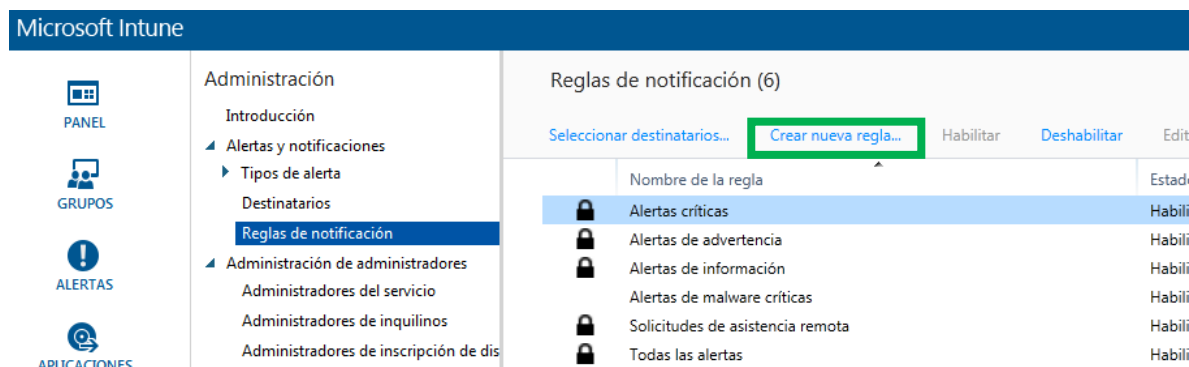 Microsoft Intune
PANEL
GRUPOS
ALERTAS
APLICACIONES
Administración
Introducción
Alertas y notificaciones
Tipos de alerta
Destinatarios
Reglas de notificación
Administración de administradores
Administradores del servicio
Administradores de inquilinos
Administradores de inscripción de dis
Reglas de notificación (6)
Seleccionar destinatarios... Crear nueva regla... Habilitar Deshabilitar Edit
Nombre de la regla Estad
Alertas críticas Habili
Alertas de advertencia Habili
Alertas de información Habili
Alertas de malware críticas Habili
Solicitudes de asistencia remota Habili
Todas las alertas Habili